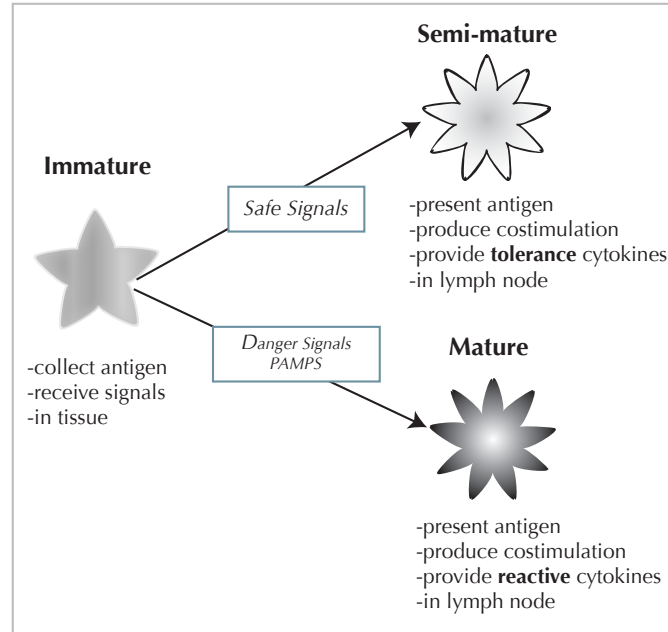 Semi-mature
Immature
Safe Signals
-present antigen
-produce costimulation
-provide tolerance cytokines
-in lymph node
Danger Signals
PAMPS
-collect antigen
-receive signals
-in tissue
Mature
-present antigen
-produce costimulation
-provide reactive cytokines
-in lymph node